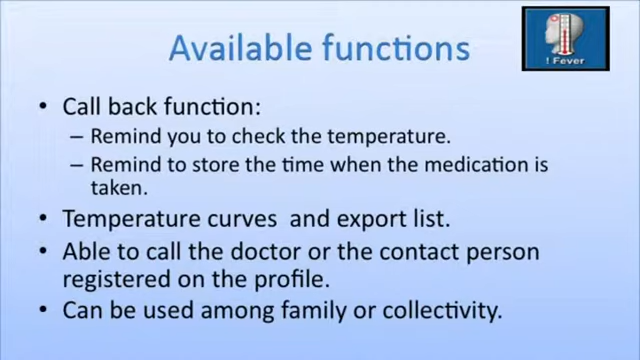 Available functions
! Fever
• Call back function:
– Remind you to check the temperature.
– Remind to store the time when the medication is
taken.
• Temperature curves and export list.
• Able to call the doctor or the contact person
registered on the profile.
• Can be used among family or collectivity.